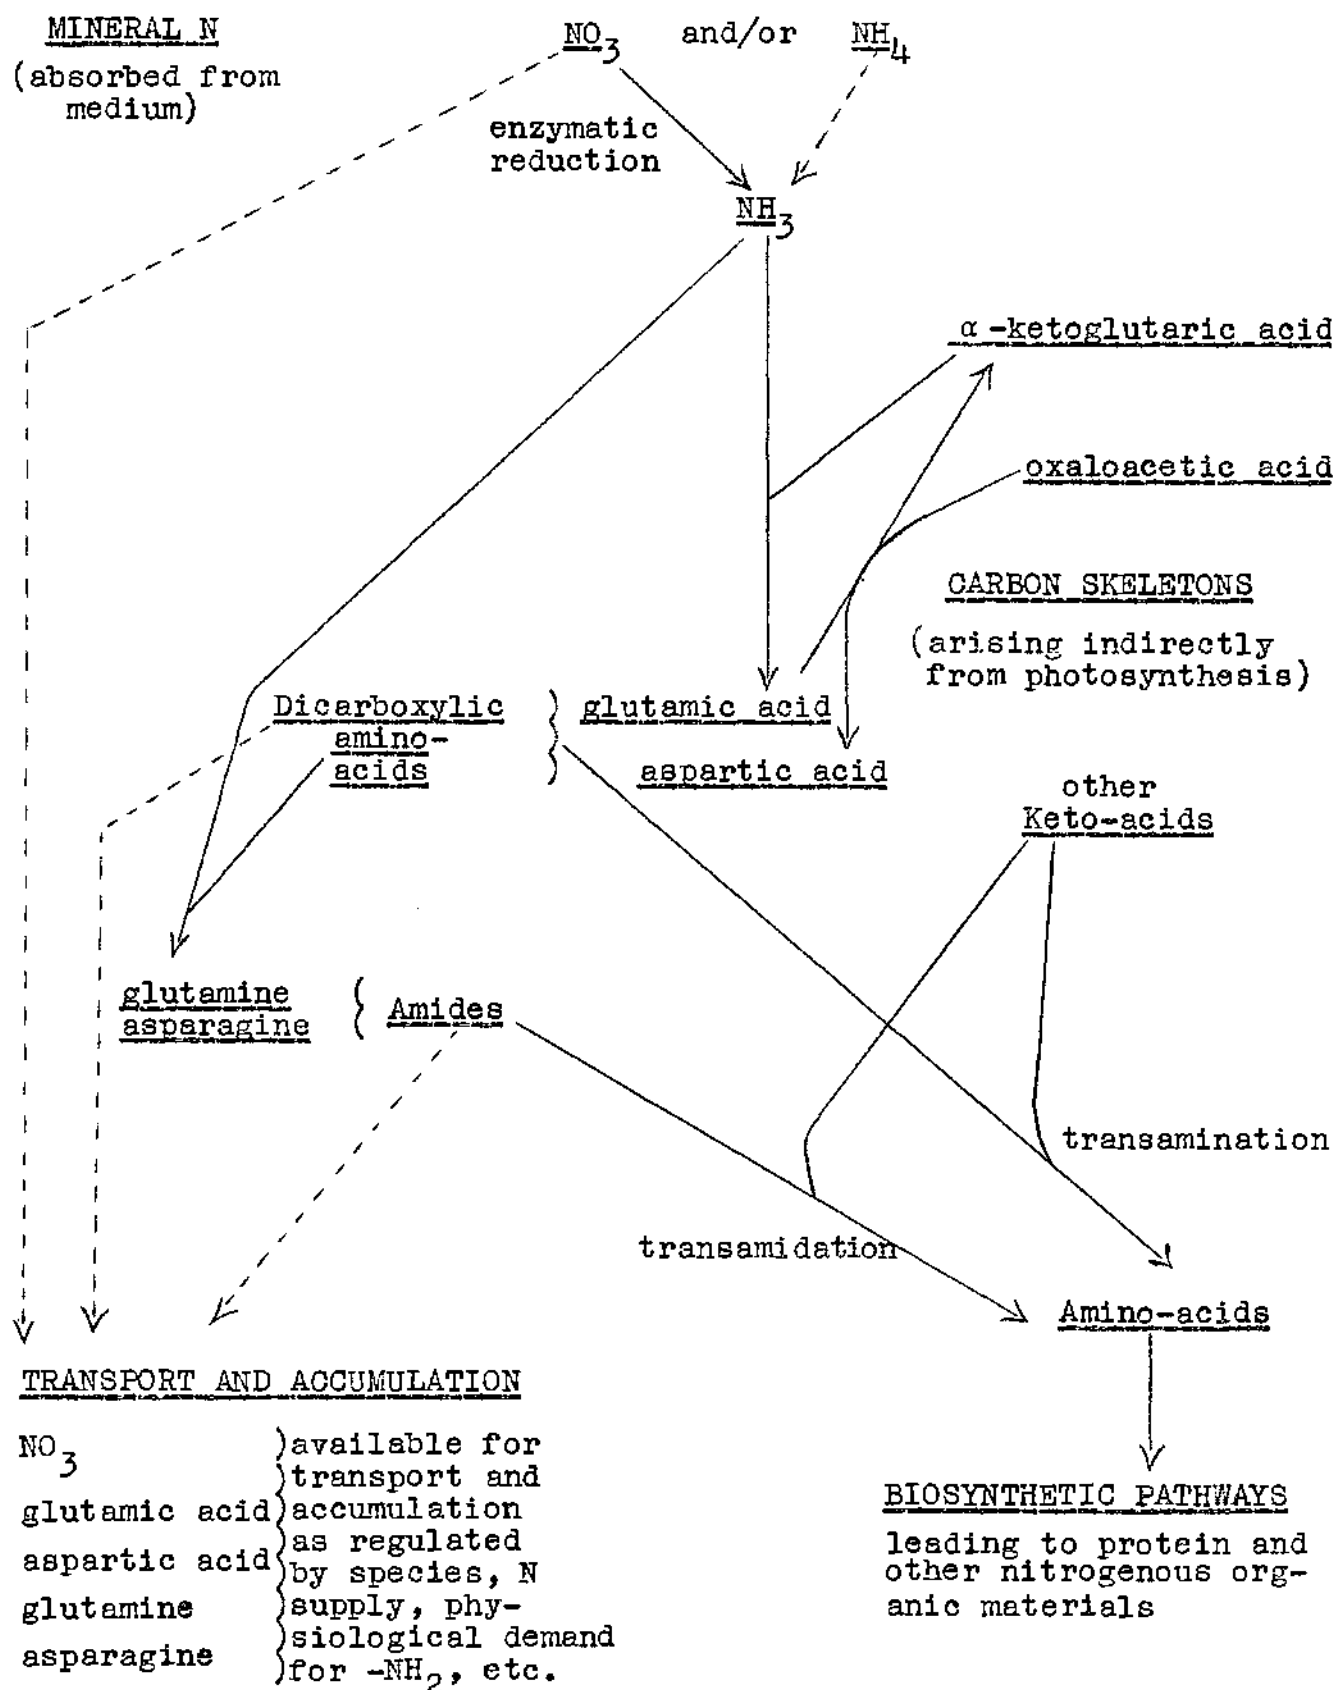 MINERAL N
(absorbed from
medium)
NO3 and/or NH4
enzymatic
reduction
NH3
α-ketoglutaric acid
oxaloacetic acid
CARBON SKELETONS
(arising indirectly
from photosynthesis)
Dicarboxylic
amino-
acids
} glutamic acid
aspartic acid
other
Keto-acids
glutamine
asparagine
{ Amides
transamination
transamidation
Amino-acids
TRANSPORT AND ACCUMULATION
NO3
glutamic acid
aspartic acid
glutamine
asparagine
)available for
)transport and
)accumulation
)as regulated
)by species, N
)supply, phy-
)siological demand
)for -NH2, etc.
BIOSYNTHETIC PATHWAYS
leading to protein and
other nitrogenous org-
anic materials